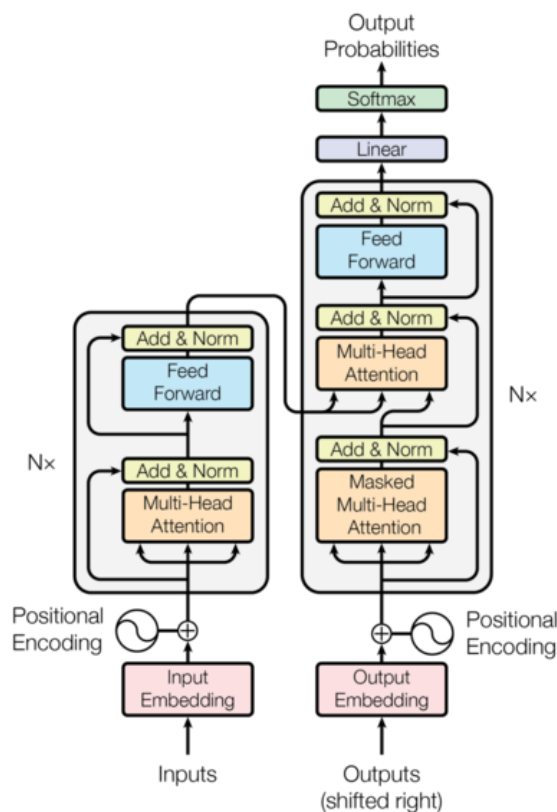 Output
Probabilities
Softmax
Linear
Add & Norm
Feed
Forward
Add & Norm
Multi-Head
Attention
Add & Norm
Masked
Multi-Head
Attention
N×
Add & Norm
Feed
Forward
Add & Norm
Multi-Head
Attention
N×
Positional
Encoding
Positional
Encoding
Input
Embedding
Output
Embedding
Inputs
Outputs
(shifted right)